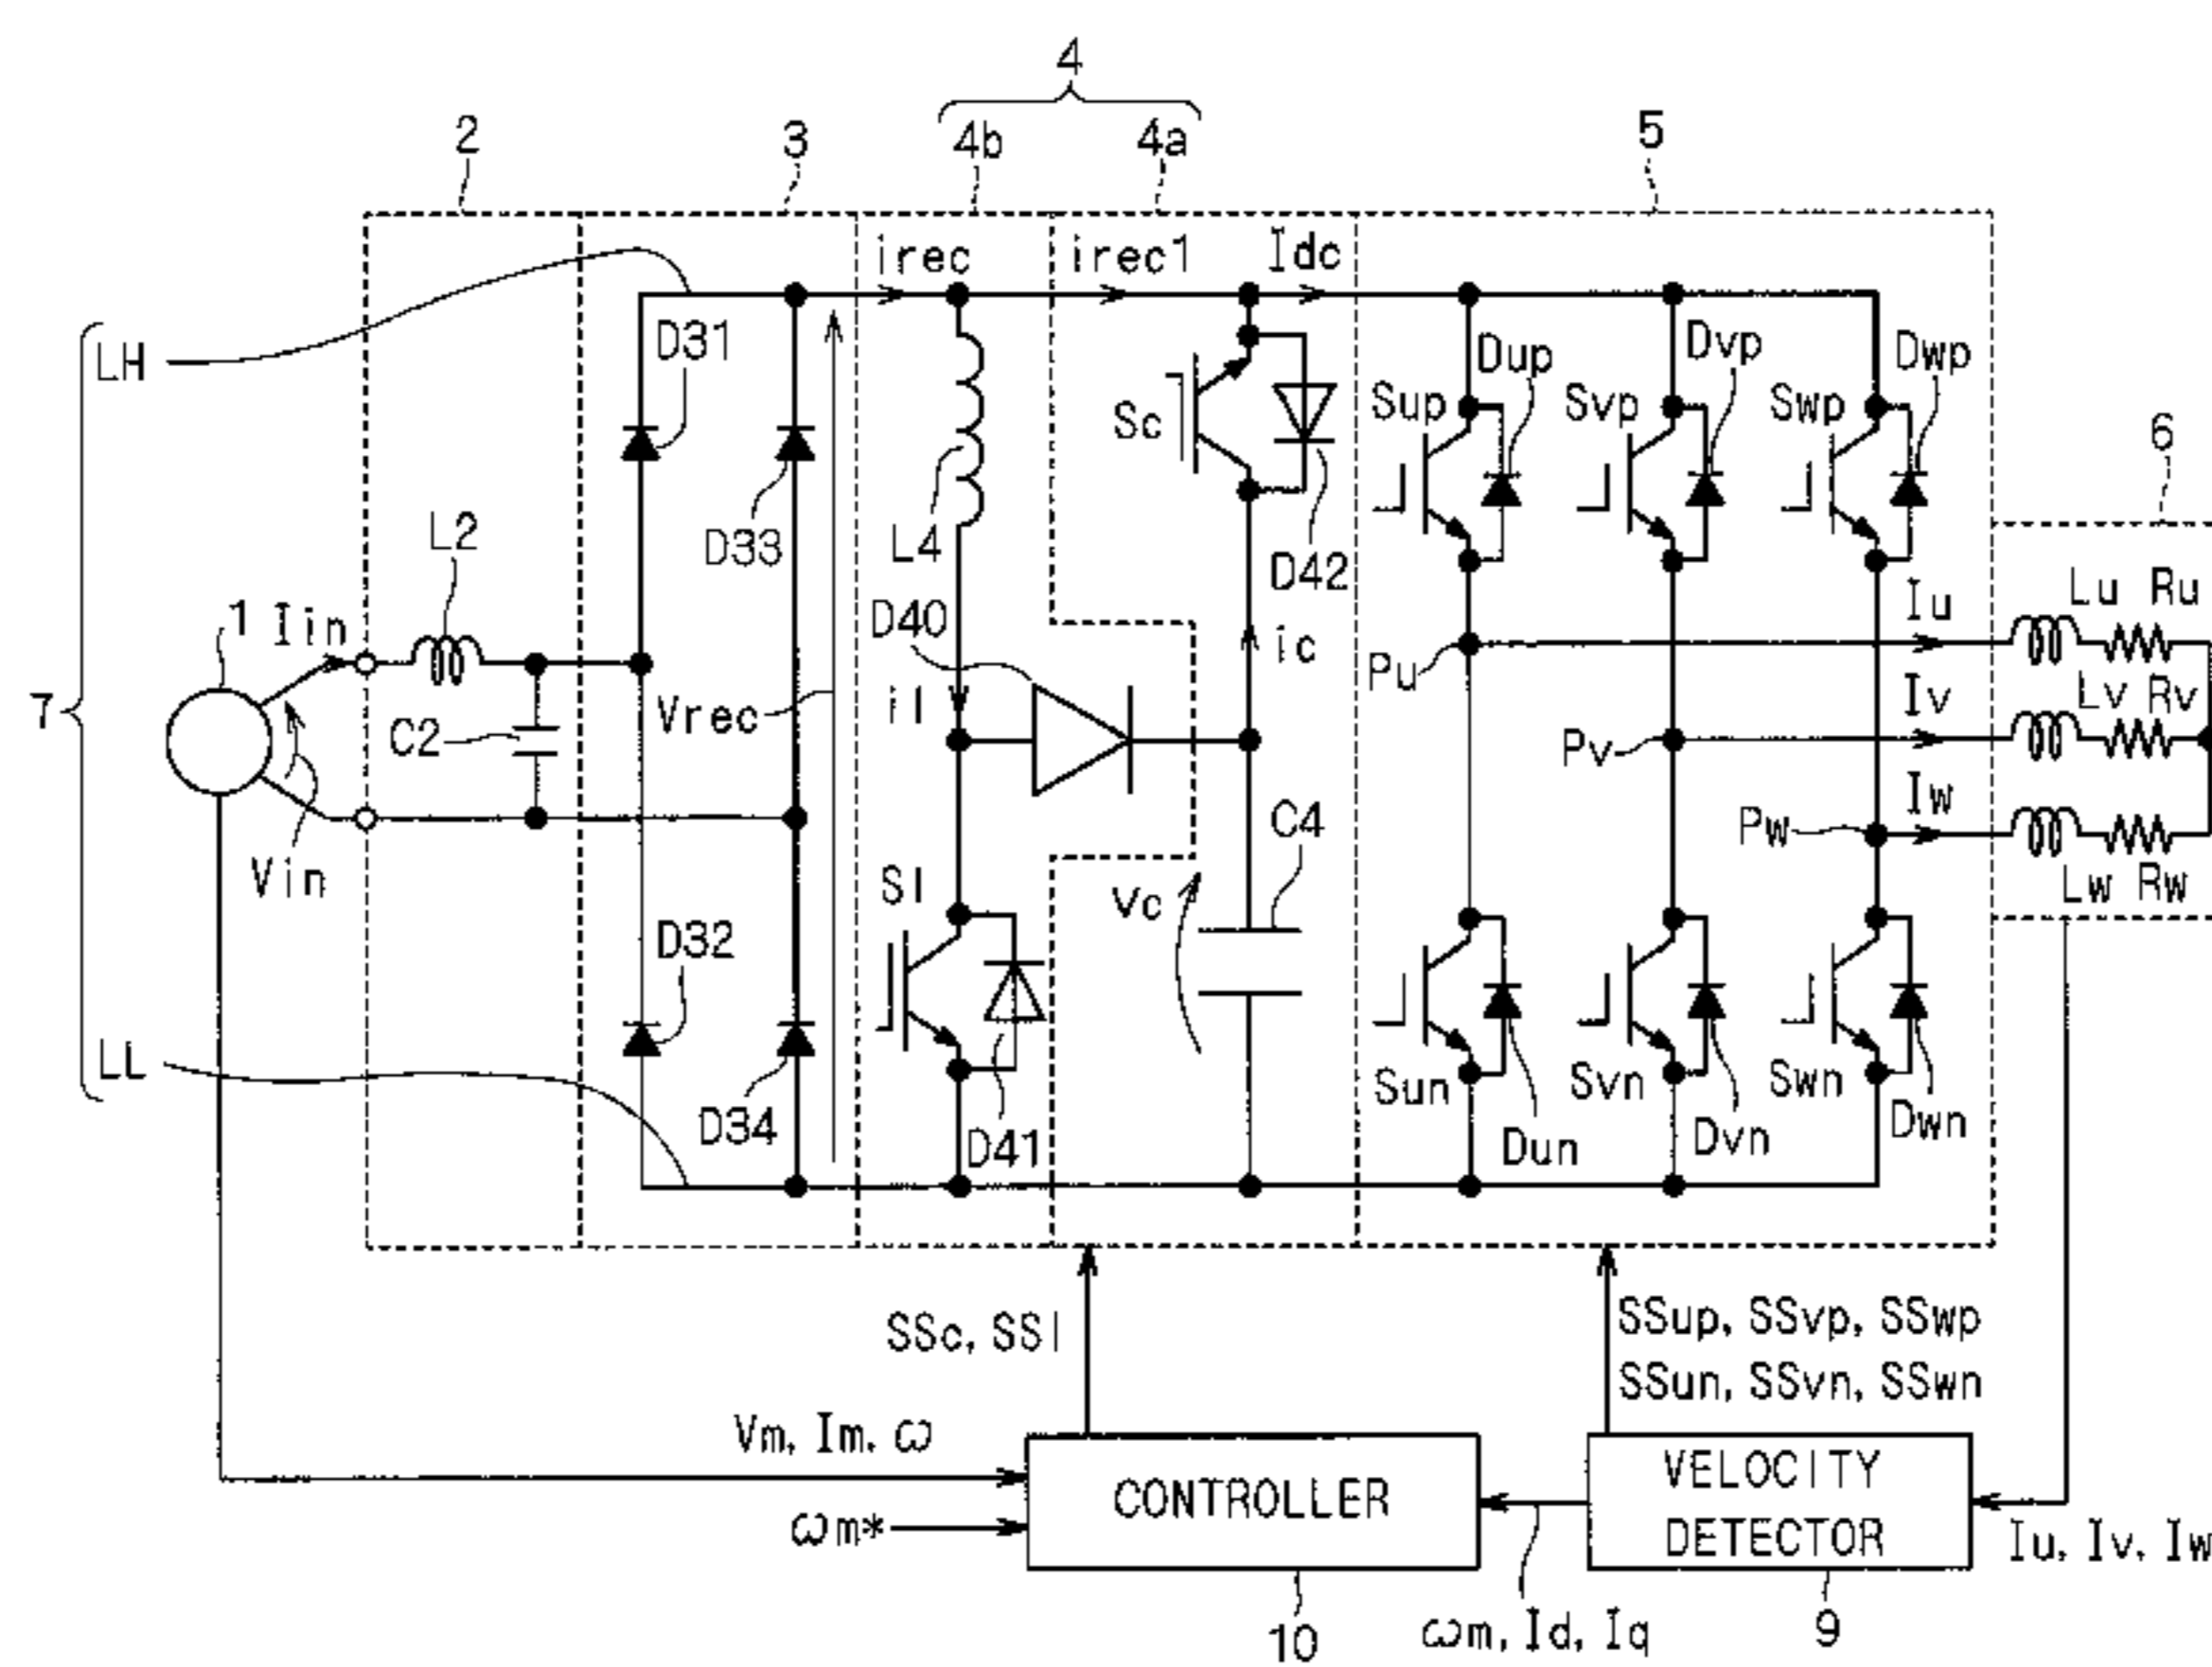 4
2
3
4b
4a
5
irec
irec1
Idc
LH
D31
Dup
Dvp
Dwp
Sc
Sup
Svp
Swp
6
L2
D33
L4
D42
1
Iin
D40
ic
Iu
Lu
Ru
Pu
7
C2
Vrec
il
Iv
Lv
Rv
Pv
Vin
C4
Iw
Pw
Sl
vc
Lw
Rw
D32
LL
D34
D41
Sun
Svn
Swn
Dun
Dvn
Dwn
SSc, SSl
SSup, SSvp, SSwp
SSun, SSvn, SSwn
Vm, Im, ω
CONTROLLER
VELOCITY
DETECTOR
ωm*
Iu, Iv, Iw
10
ωm, Id, Iq
9